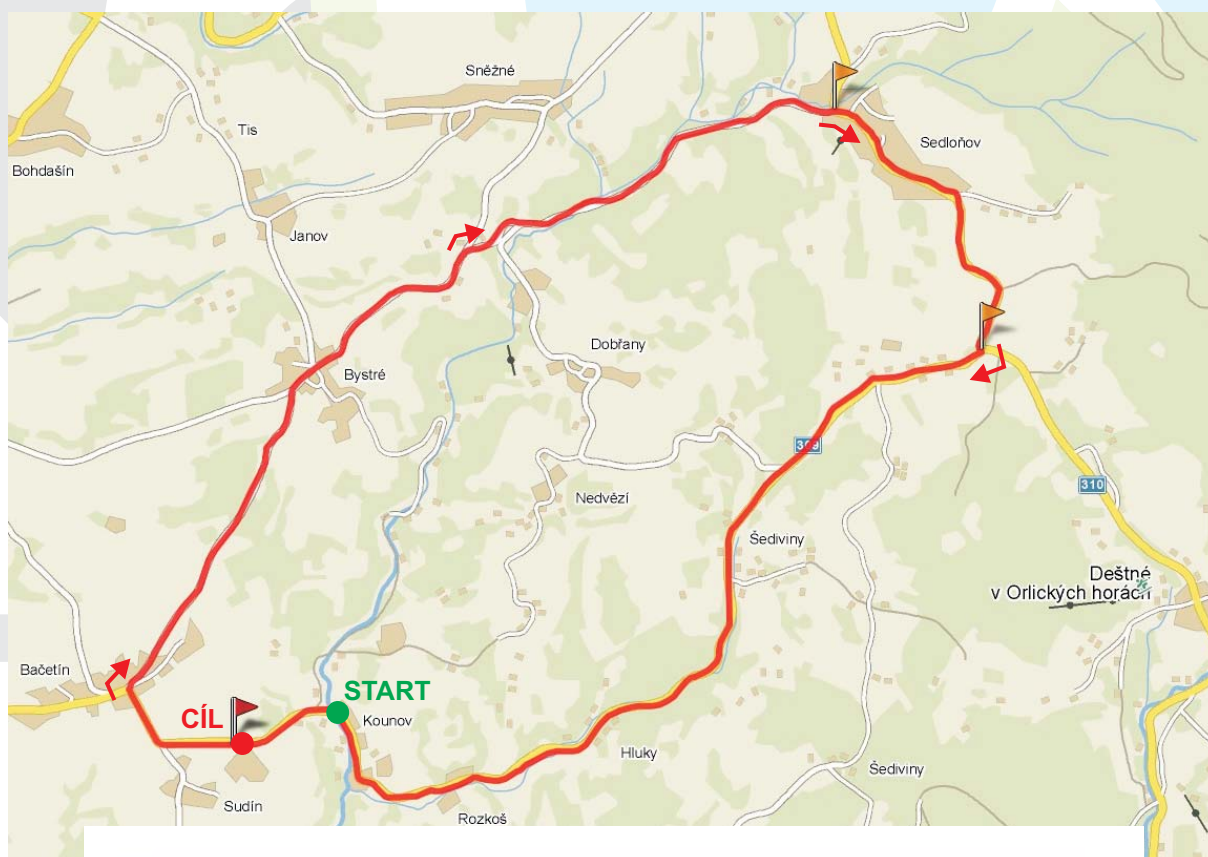 Sněžné
Tis
Sedloňov
Bohdašín
Janov
Dobřany
Bystré
309
310
Nedvězí
Šediviny
Deštné
v Orlických horách
Bačetín
START
CÍL
Kounov
Hluky
Šediviny
Sudín
Rozkoš